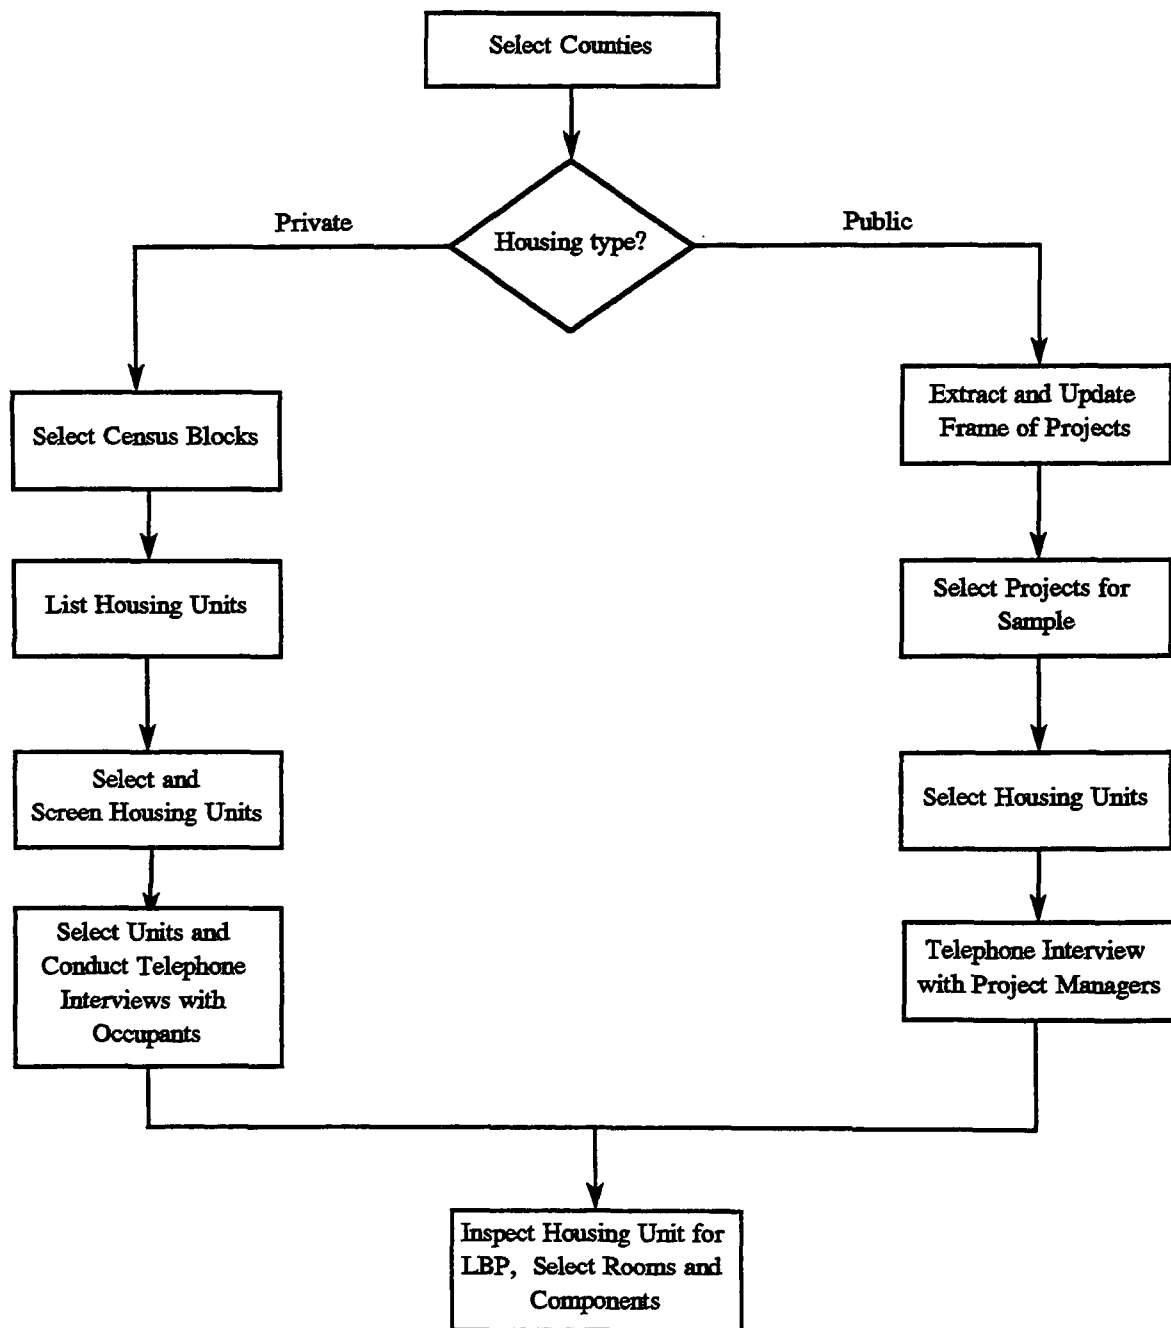 Select Counties
Private
Public
Housing type?
Select Census Blocks
Extract and Update
Frame of Projects
List Housing Units
Select Projects for
Sample
Select and
Screen Housing Units
Select Housing Units
Select Units and
Conduct Telephone
Interviews with
Occupants
Telephone Interview
with Project Managers
Inspect Housing Unit for
LBP, Select Rooms and
Components